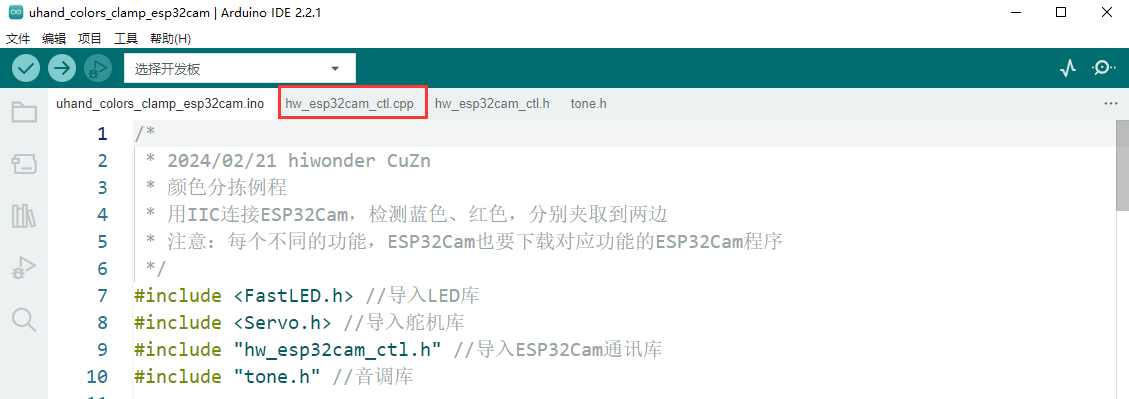 uhand_colors_clamp_esp32cam | Arduino IDE 2.2.1
文件 编辑 项目 工具 帮助(H)
选择开发板
uhand_colors_clamp_esp32cam.ino hw_esp32cam_ctl.cpp hw_esp32cam_ctl.h tone.h ...
1 /*
2 * 2024/02/21 hiwonder CuZn
3 * 颜色分拣例程
4 * 用IIC连接ESP32Cam，检测蓝色、红色，分别夹取到两边
5 * 注意：每个不同的功能，ESP32Cam也要下载对应功能的ESP32Cam程序
6 */
7 #include <FastLED.h> //导入LED库
8 #include <Servo.h> //导入舵机库
9 #include "hw_esp32cam_ctl.h" //导入ESP32Cam通讯库
10 #include "tone.h" //音调库